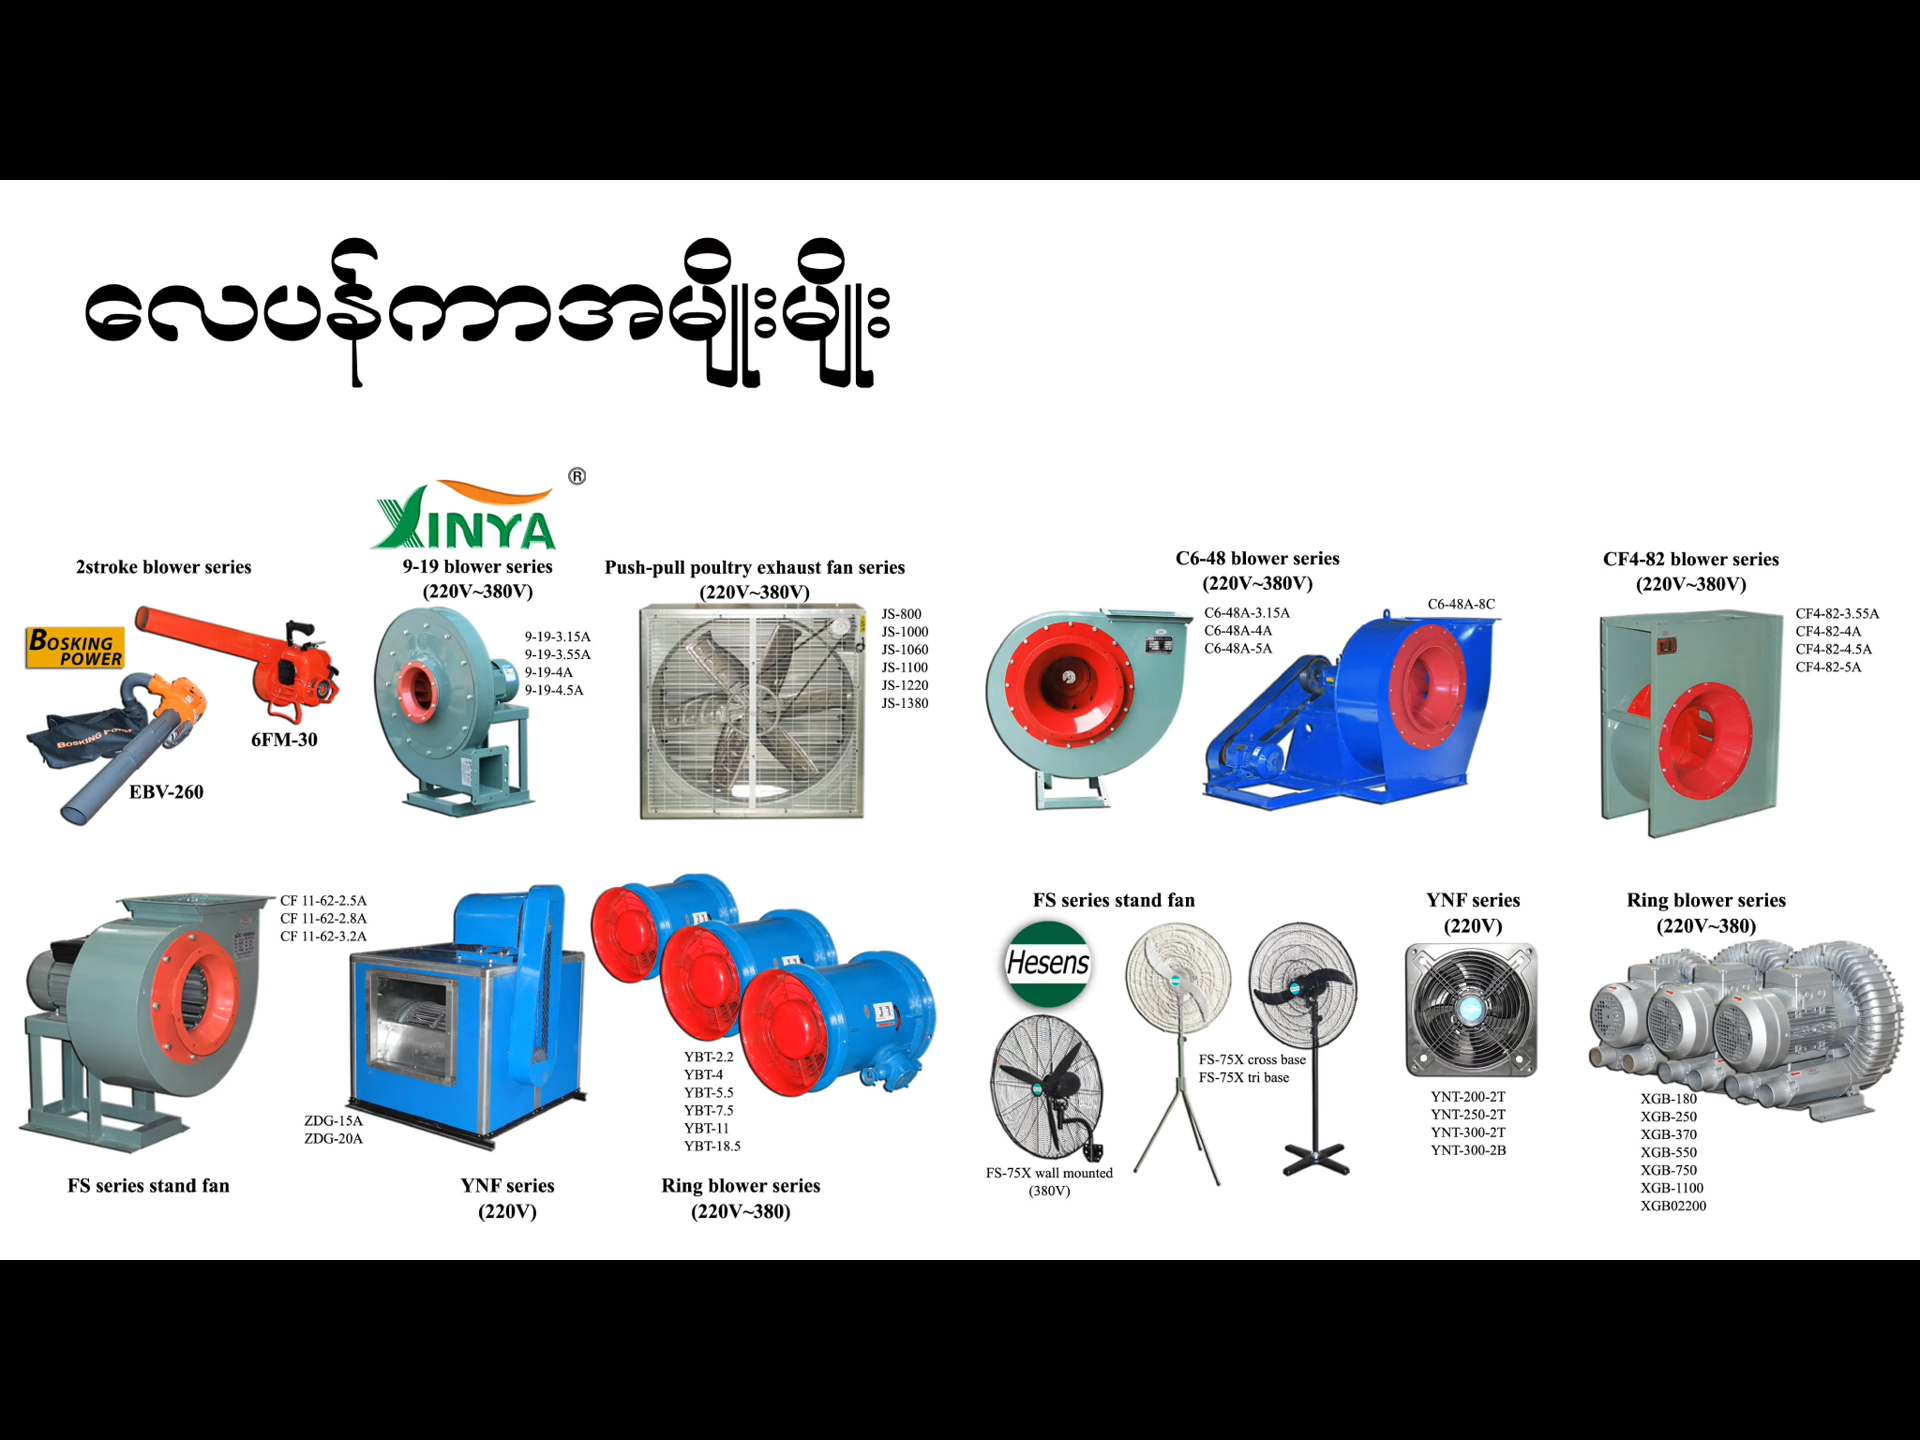 လေပန်ကာအမျိုးမျိုး
XINYA®
2stroke blower series
BOSKING
POWER
BOSKING POWER
6FM-30
EBV-260
9-19 blower series
(220V~380V)
9-19-3.15A
9-19-3.55A
9-19-4A
9-19-4.5A
Push-pull poultry exhaust fan series
(220V~380V)
JS-800
JS-1000
JS-1060
JS-1100
JS-1220
JS-1380
C6-48 blower series
(220V~380V)
C6-48A-3.15A
C6-48A-4A
C6-48A-5A
C6-48A-8C
CF4-82 blower series
(220V~380V)
CF4-82-3.55A
CF4-82-4A
CF4-82-4.5A
CF4-82-5A
CF 11-62-2.5A
CF 11-62-2.8A
CF 11-62-3.2A
FS series stand fan
ZDG-15A
ZDG-20A
YNF series
(220V)
YBT-2.2
YBT-4
YBT-5.5
YBT-7.5
YBT-11
YBT-18.5
Ring blower series
(220V~380)
FS series stand fan
Hesens
FS-75X cross base
FS-75X tri base
FS-75X wall mounted
(380V)
YNF series
(220V)
YNT-200-2T
YNT-250-2T
YNT-300-2T
YNT-300-2B
Ring blower series
(220V~380)
XGB-180
XGB-250
XGB-370
XGB-550
XGB-750
XGB-1100
XGB02200